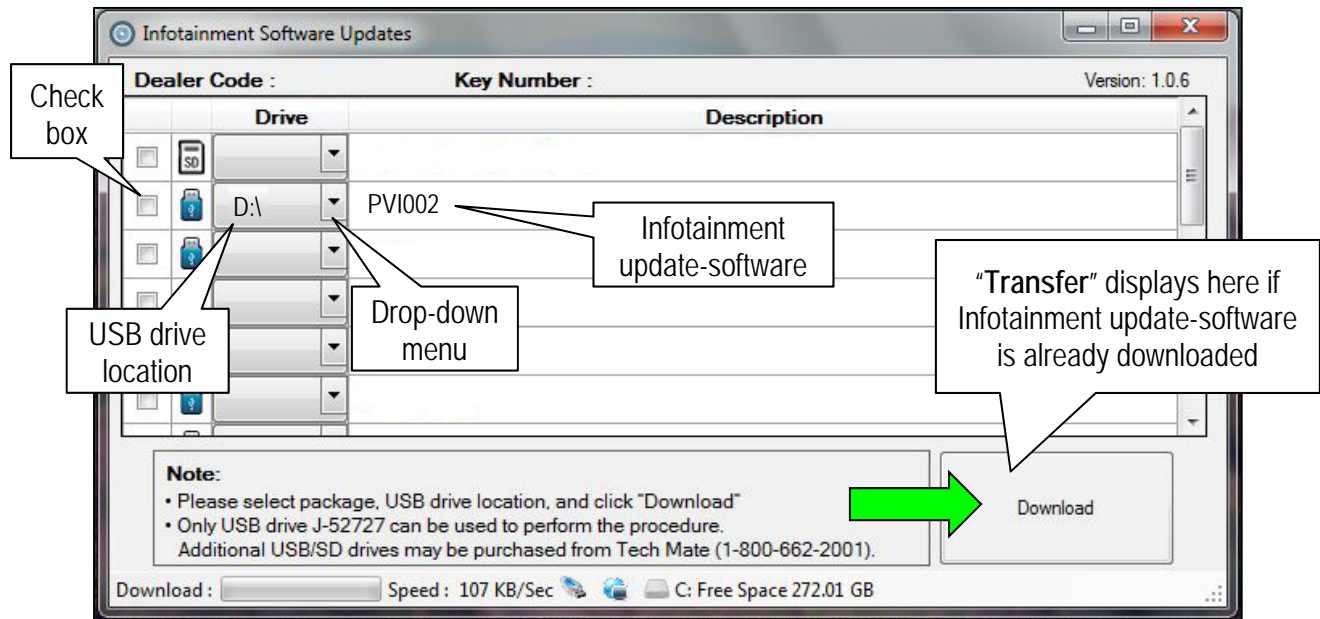 Infotainment Software Updates
Dealer Code :
Key Number :
Version: 1.0.6
Check
box
Drive
Description
SD
D:\
PVI002
Infotainment
update-software
"Transfer" displays here if
Infotainment update-software
is already downloaded
USB drive
location
Drop-down
menu
Note:
• Please select package, USB drive location, and click "Download"
• Only USB drive J-52727 can be used to perform the procedure.
Additional USB/SD drives may be purchased from Tech Mate (1-800-662-2001).
Download
Download :
Speed : 107 KB/Sec
C: Free Space 272.01 GB